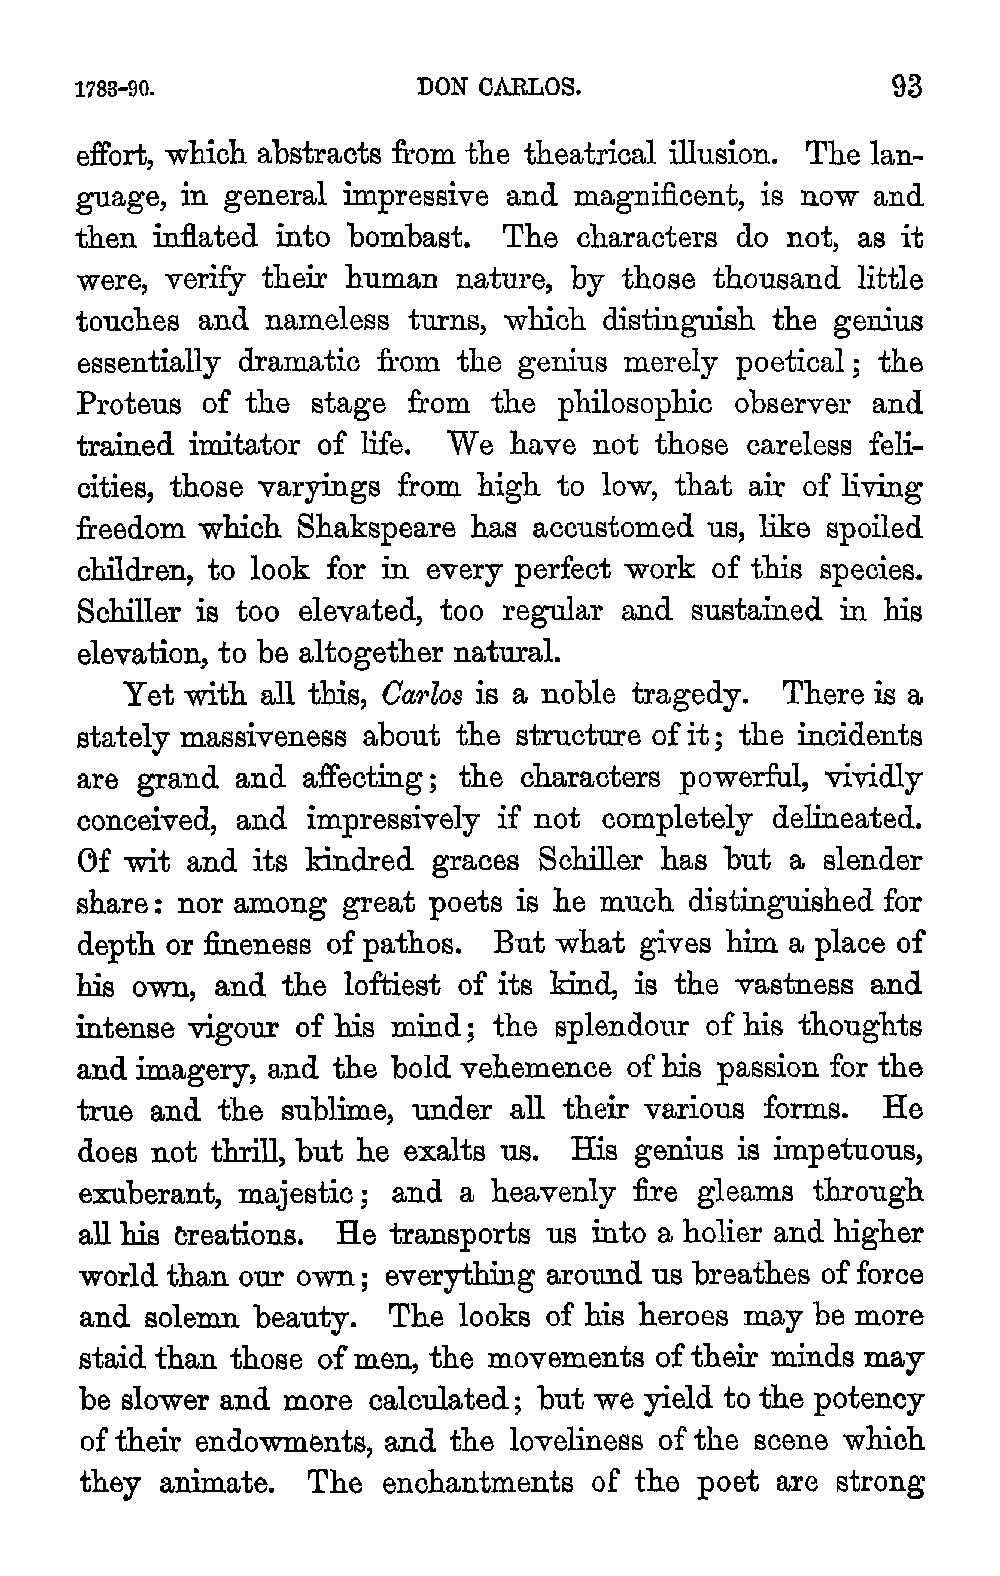 1783-90. DON CARLOS. 93
effort, which abstracts from the theatrical illusion. The lan-
guage, in general impressive and magnificent, is now and
then inflated into bombast. The characters do not, as it
were, verify their human nature, by those thousand little
touches and nameless turns, which distinguish the genius
essentially dramatic from the genius merely poetical; the
Proteus of the stage from the philosophic observer and
trained imitator of life. We have not those careless feli-
cities, those varyings from high to low, that air of living
freedom which Shakspeare has accustomed us, like spoiled
children, to look for in every perfect work of this species.
Schiller is too elevated, too regular and sustained in his
elevation, to be altogether natural.
Yet with all this, Carlos is a noble tragedy. There is a
stately massiveness about the structure of it; the incidents
are grand and affecting; the characters powerful, vividly
conceived, and impressively if not completely delineated.
Of wit and its kindred graces Schiller has but a slender
share: nor among great poets is he much distinguished for
depth or fineness of pathos. But what gives him a place of
his own, and the loftiest of its kind, is the vastness and
intense vigour of his mind; the splendour of his thoughts
and imagery, and the bold vehemence of his passion for the
true and the sublime, under all their various forms. He
does not thrill, but he exalts us. His genius is impetuous,
exuberant, majestic; and a heavenly fire gleams through
all his creations. He transports us into a holier and higher
world than our own; everything around us breathes of force
and solemn beauty. The looks of his heroes may be more
staid than those of men, the movements of their minds may
be slower and more calculated; but we yield to the potency
of their endowments, and the loveliness of the scene which
they animate. The enchantments of the poet are strong